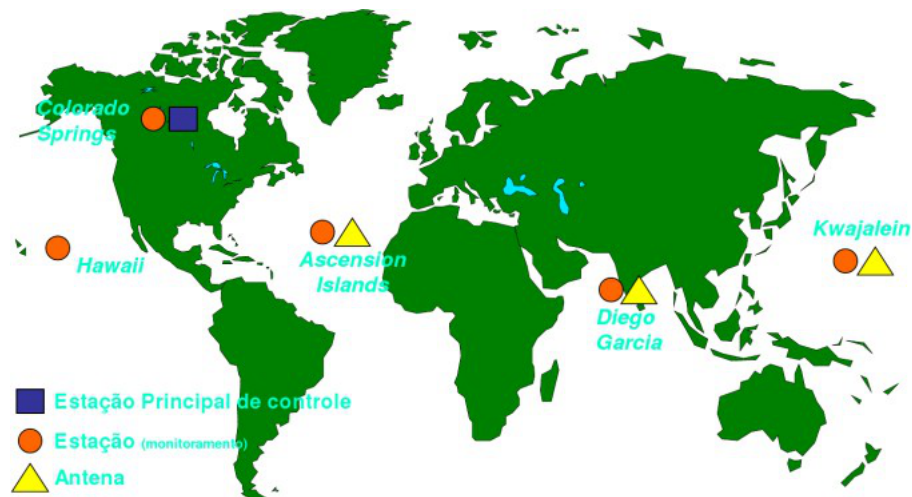 Colorado
Springs
Hawaii
Ascension
Islands
Kwajalein
Diego
Garcia
Estação Principal de controle
Estação (monitoramento)
Antena